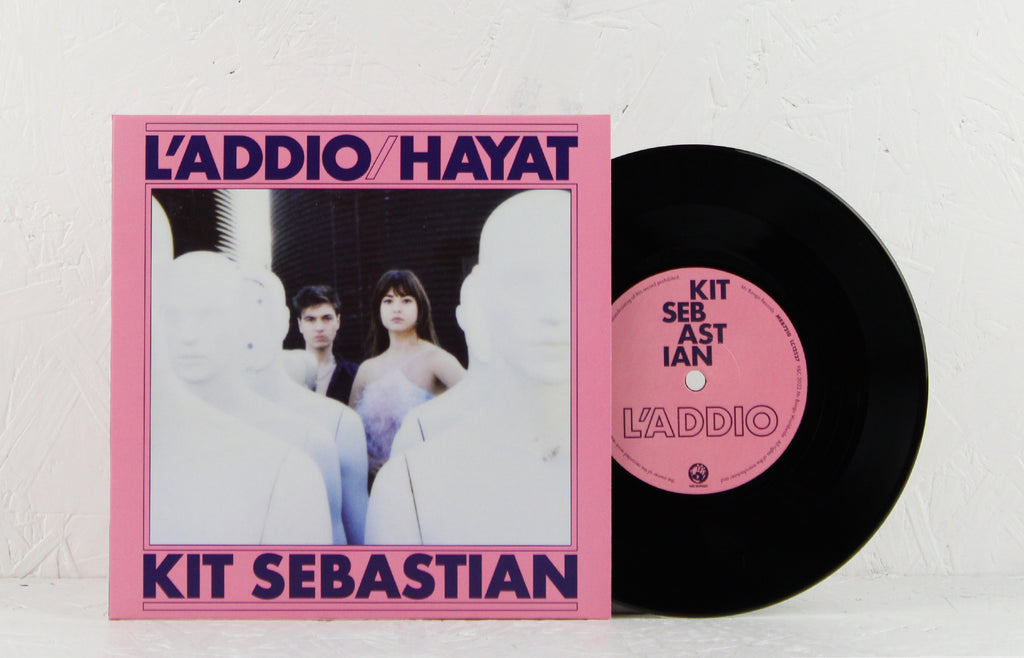 L'ADDIO/HAYAT
KIT SEBASTIAN
KIT
SEB
AST
IAN
L'ADDIO